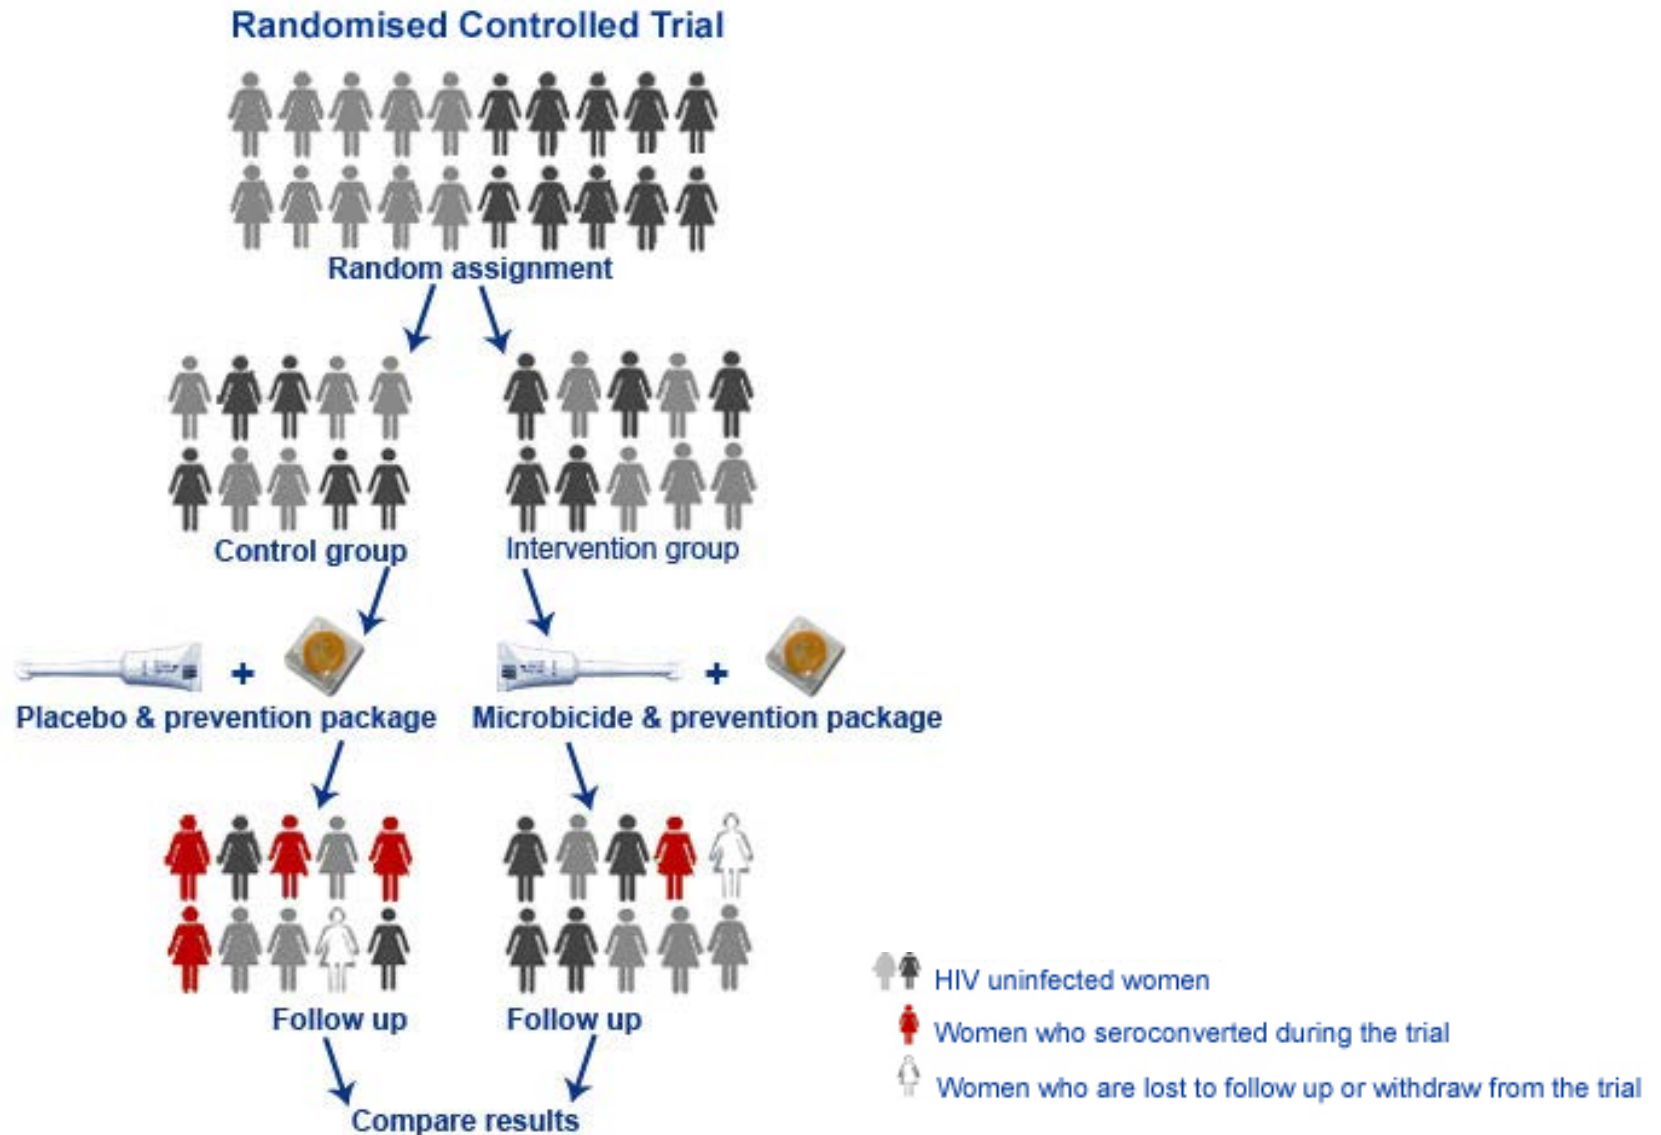 Randomised Controlled Trial
Random assignment
Control group
Intervention group
+
+
Placebo & prevention package
Microbicide & prevention package
Follow up
Follow up
Compare results
HIV uninfected women
Women who seroconverted during the trial
Women who are lost to follow up or withdraw from the trial